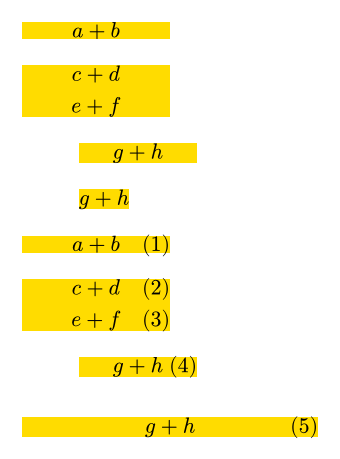 a + b
c + d
e + f
g + h
g + h
a + b (1)
c + d (2)
e + f (3)
g + h (4)
g + h (5)